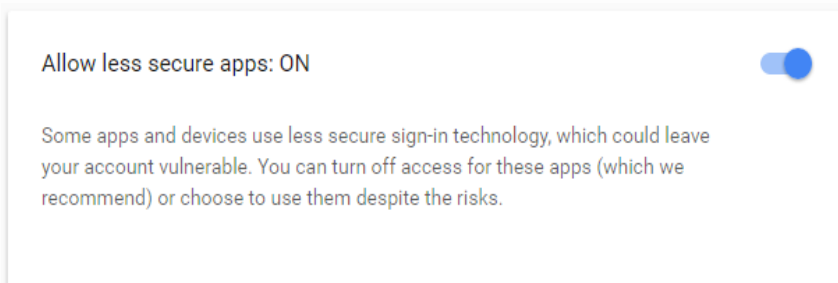 Allow less secure apps: ON
Some apps and devices use less secure sign-in technology, which could leave
your account vulnerable. You can turn off access for these apps (which we
recommend) or choose to use them despite the risks.